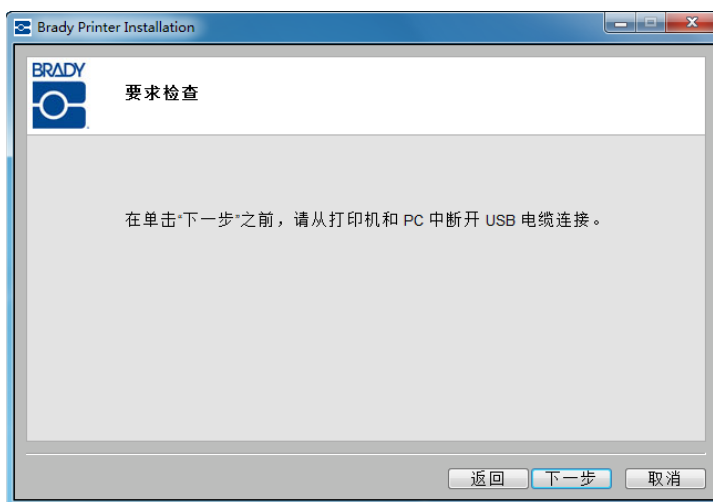 Brady Printer Installation
BRADY
要求检查
在单击“下一步”之前，请从打印机和 PC 中断开 USB 电缆连接。
返回
下一步
取消